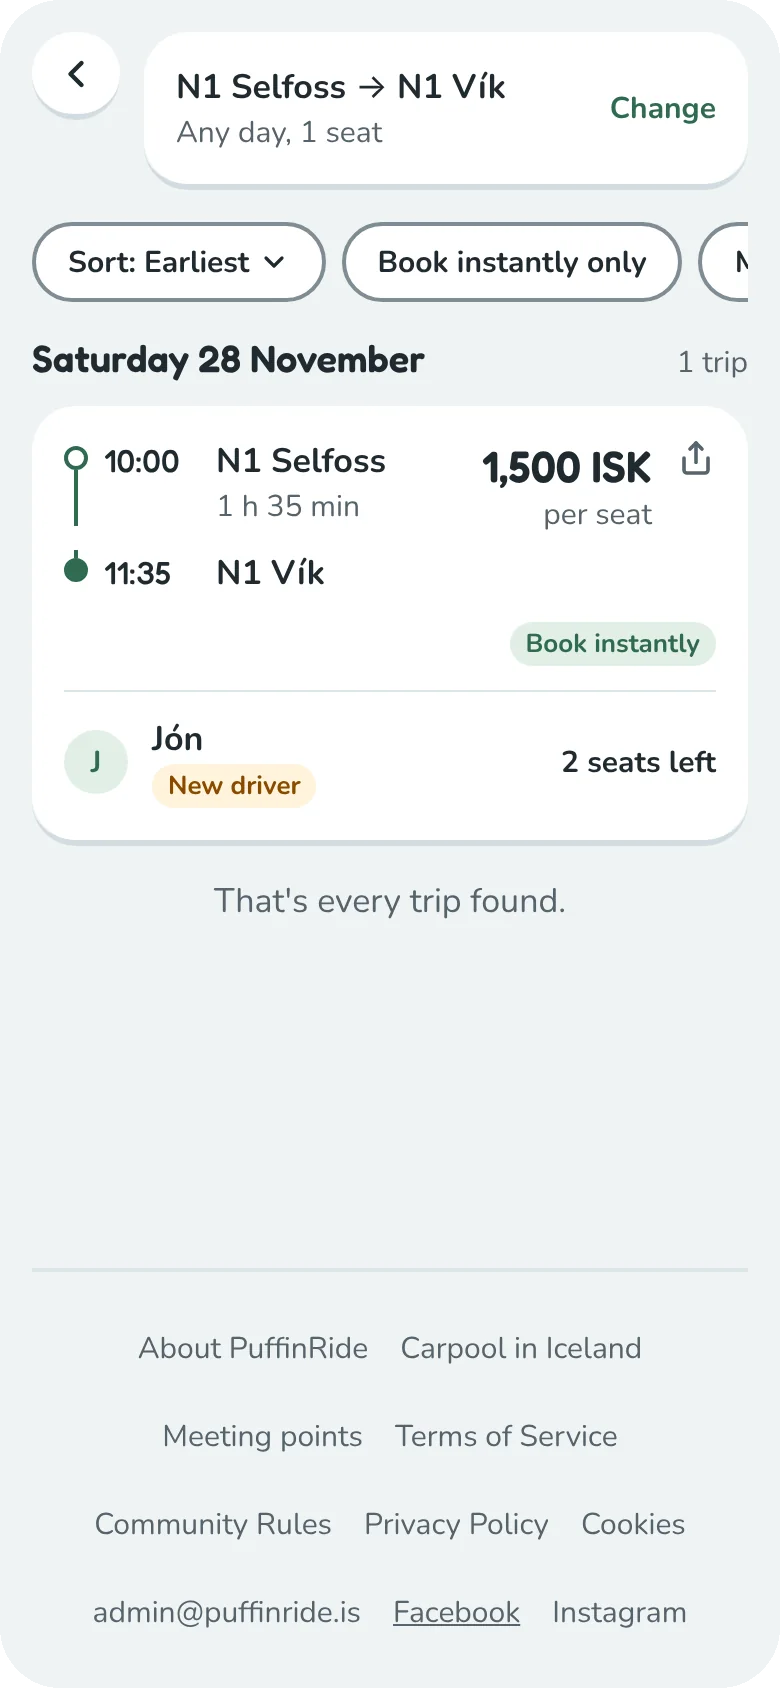 N1 Selfoss → N1 Vík
Any day, 1 seat
Change
Sort: Earliest
Book instantly only
Saturday 28 November
1 trip
10:00 N1 Selfoss
1,500 ISK
1 h 35 min
per seat
11:35 N1 Vík
Book instantly
J
Jón
New driver
2 seats left
That's every trip found.
About PuffinRide Carpool in Iceland
Meeting points Terms of Service
Community Rules Privacy Policy Cookies
admin@puffinride.is Facebook Instagram